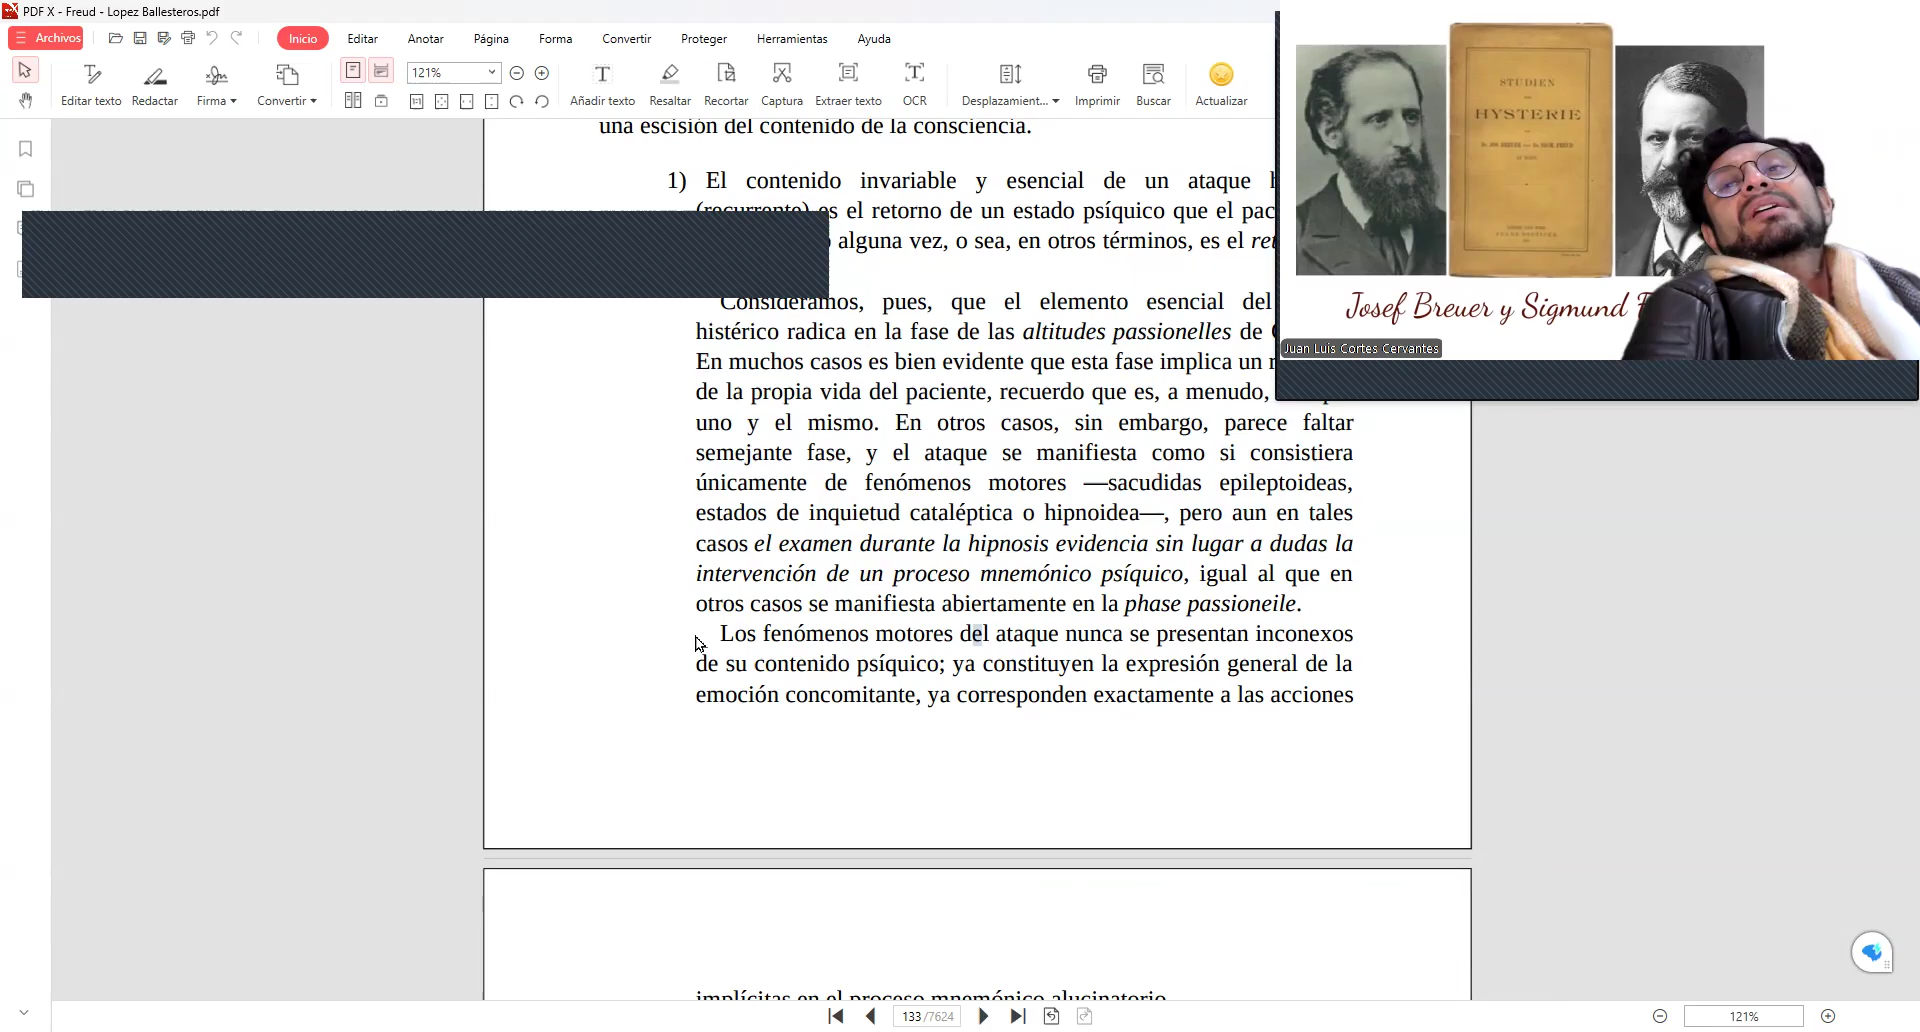 PDF X - Freud - Lopez Ballesteros.pdf
Archivos
Inicio
Editar
Anotar
Página
Forma
Convertir
Proteger
Herramientas
Ayuda
121%
Editar texto
Redactar
Firma
Convertir
Añadir texto
Resaltar
Recortar
Captura
Extraer texto
OCR
Desplazamient...
Imprimir
Buscar
Actualizar
una escisión del contenido de la consciencia.
1) El contenido invariable y esencial de un ataque
(recurrente) es el retorno de un estado psíquico que el
alguna vez, o sea, en otros términos, es el
Consideramos, pues, que el elemento esencial del
histérico radica en la fase de las altitudes passionelles de
En muchos casos es bien evidente que esta fase implica un
de la propia vida del paciente, recuerdo que es, a menudo,
uno y el mismo. En otros casos, sin embargo, parece faltar
semejante fase, y el ataque se manifiesta como si consistiera
únicamente de fenómenos motores —sacudidas epileptoideas,
estados de inquietud cataléptica o hipnoidea—, pero aun en tales
casos el examen durante la hipnosis evidencia sin lugar a dudas la
intervención de un proceso mnemónico psíquico, igual al que en
otros casos se manifiesta abiertamente en la phase passioneile.
Los fenómenos motores del ataque nunca se presentan inconexos
de su contenido psíquico; ya constituyen la expresión general de la
emoción concomitante, ya corresponden exactamente a las acciones
implícitas en el proceso mnemónico alucinatorio
STUDIEN
HYSTERIE
Josef Breuer y Sigmund
Juan Luis Cortes Cervantes
133 /7624
121%